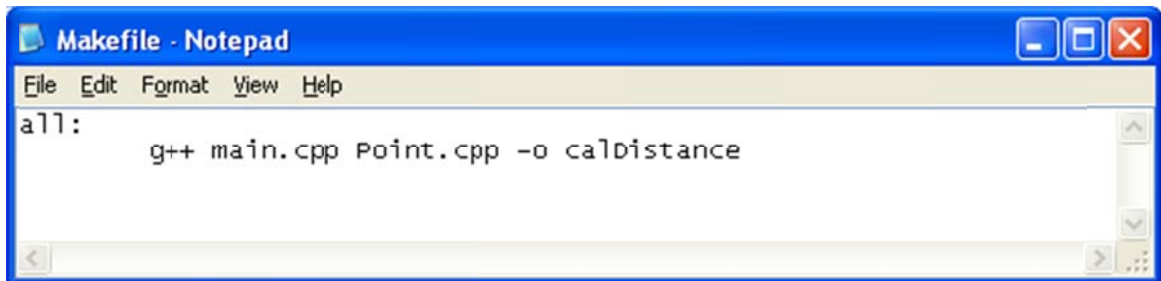 Makefile - Notepad
File Edit Format View Help
all:
g++ main.cpp Point.cpp -o calDistance